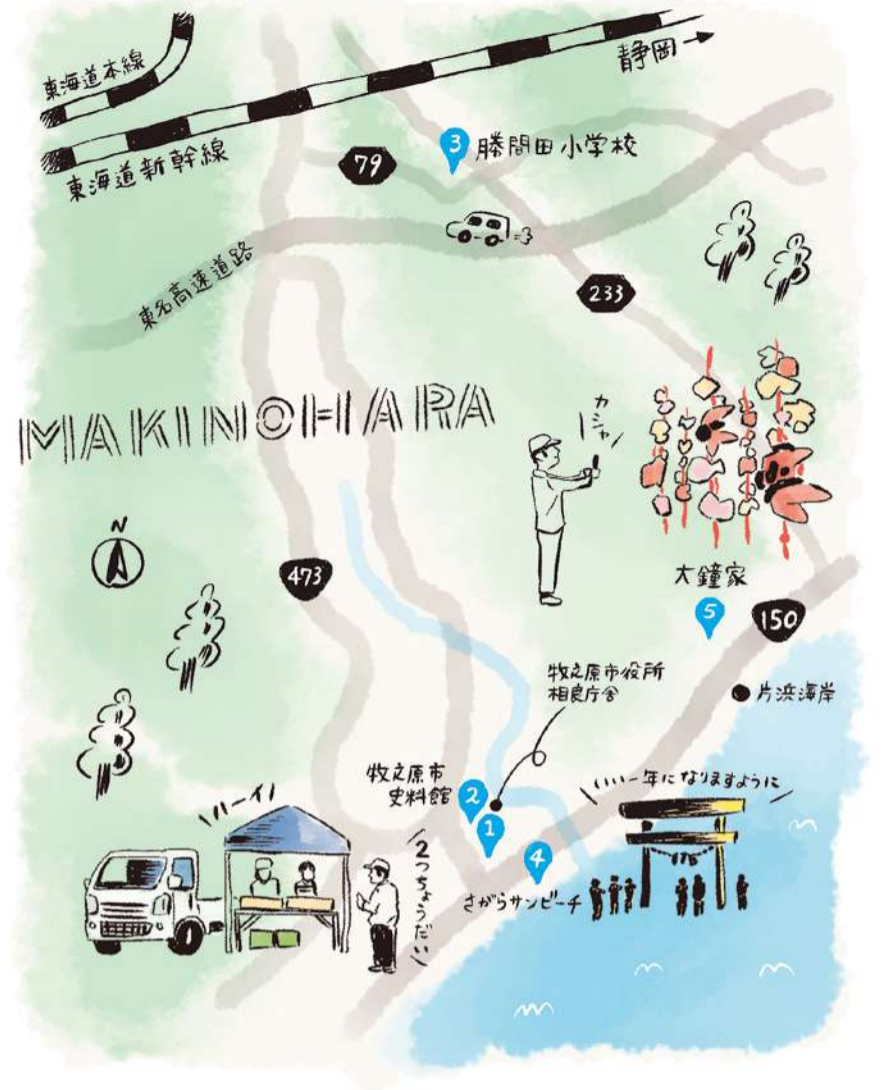 東海道本線
静岡→
東海道新幹線
79
3
勝間田小学校
東名高速道路
233
MAKINOHARA
カシャ
N
473
大鐘家
5
150
牧之原市役所
相良庁舎
片浜海岸
牧之原市
史料館
2
1
いい一年になりますように
ハーイ!
2つちょうだい
4
さがらサンビーチ